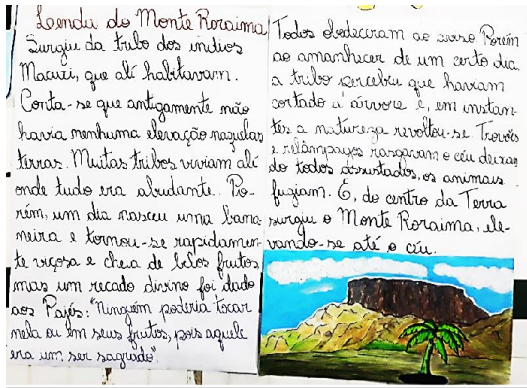 Lenda do Monte Roraima
Surgiu da tribo dos índios
Macuxi, que ali habitavam.
Conta-se que antigamente não
havia nenhuma elevação naquelas
terras. Muitas tribos viviam ali
onde tudo era abundante. Po-
rém, um dia nasceu uma bana-
neira e tornou-se rapidamen-
te viçosa e cheia de belos frutos,
mas um recado divino foi dado
aos Pajés: "Ninguém poderia tocar
nela ou em seus frutos, pois aquele
era um ser sagrado".
Todos obedeceram ao aviso Porém
ao amanhecer de um certo dia
a tribo percebeu que haviam
cortado a árvore e, em instan-
tes a natureza revoltou-se. Trovões
e relâmpagos rasgavam o céu deixan
do todos assustados, os animais
fugiam. E, do centro da Terra
surgiu o Monte Roraima, ele-
vando-se até o céu.